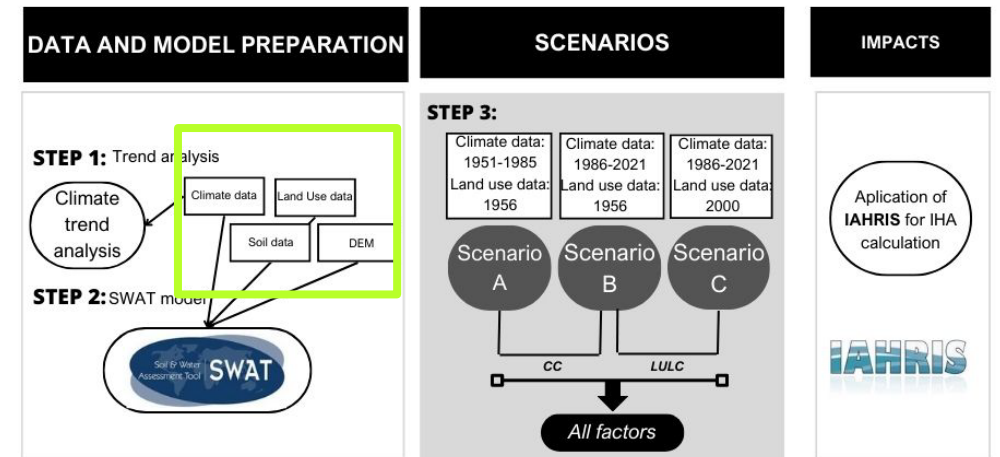 DATA AND MODEL PREPARATION
STEP 1: Trend analysis
Climate
trend
analysis
Climate data
Land Use data
Soil data
DEM
STEP 2: SWAT model
Soil & Water
Assessment Tool
SWAT
SCENARIOS
STEP 3:
Climate data:
1951-1985
Land use data:
1956
Climate data:
1986-2021
Land use data:
1956
Climate data:
1986-2021
Land use data:
2000
Scenario
A
Scenario
B
Scenario
C
CC
LULC
All factors
IMPACTS
Aplication of
IAHRIS for IHA
calculation
IAHRIS